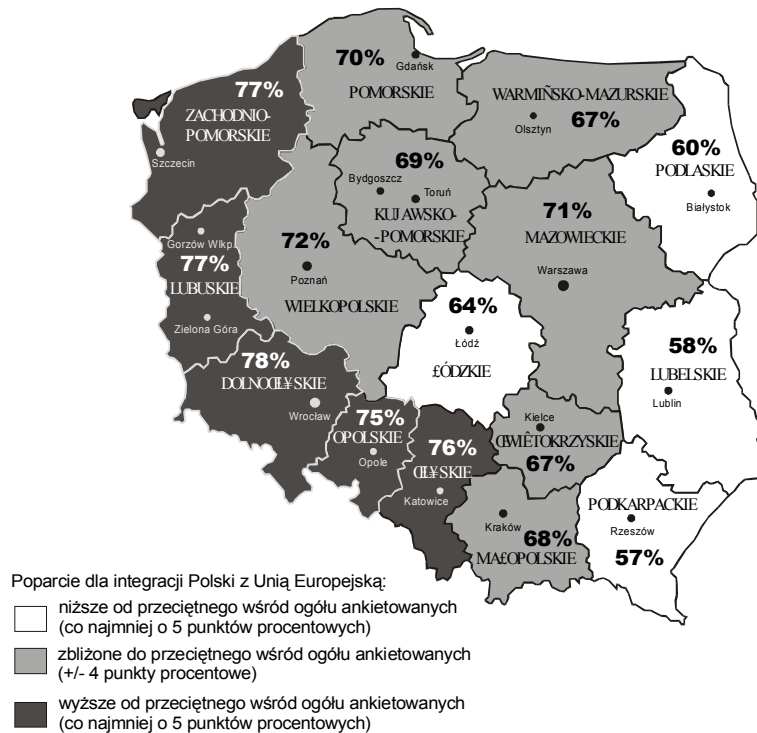 70%
Gdańsk
POMORSKIE
77%
ZACHODNIO-
POMORSKIE
Szczecin
WARMIŃSKO-MAZURSKIE
Olsztyn
67%
60%
PODLASKIE
Białystok
69%
Bydgoszcz
Toruń
KUJAWSKO-
-POMORSKIE
71%
MAZOWIECKIE
Warszawa
72%
Poznań
WIELKOPOLSKIE
Gorzów Wlkp.
77%
LUBUSKIE
Zielona Góra
64%
Łódź
£ÓDZKIE
58%
LUBELSKIE
Lublin
78%
DOLNOŒL¥SKIE
Wrocław
75%
OPOLSKIE
Opole
76%
ŒL¥SKIE
Katowice
Kielce
ŒWIÊTOKRZYSKIE
67%
Kraków
68%
MA£OPOLSKIE
PODKARPACKIE
Rzeszów
57%
Poparcie dla integracji Polski z Unią Europejską:
niższe od przeciętnego wśród ogółu ankietowanych
(co najmniej o 5 punktów procentowych)
zbliżone do przeciętnego wśród ogółu ankietowanych
(+/- 4 punkty procentowe)
wyższe od przeciętnego wśród ogółu ankietowanych
(co najmniej o 5 punktów procentowych)